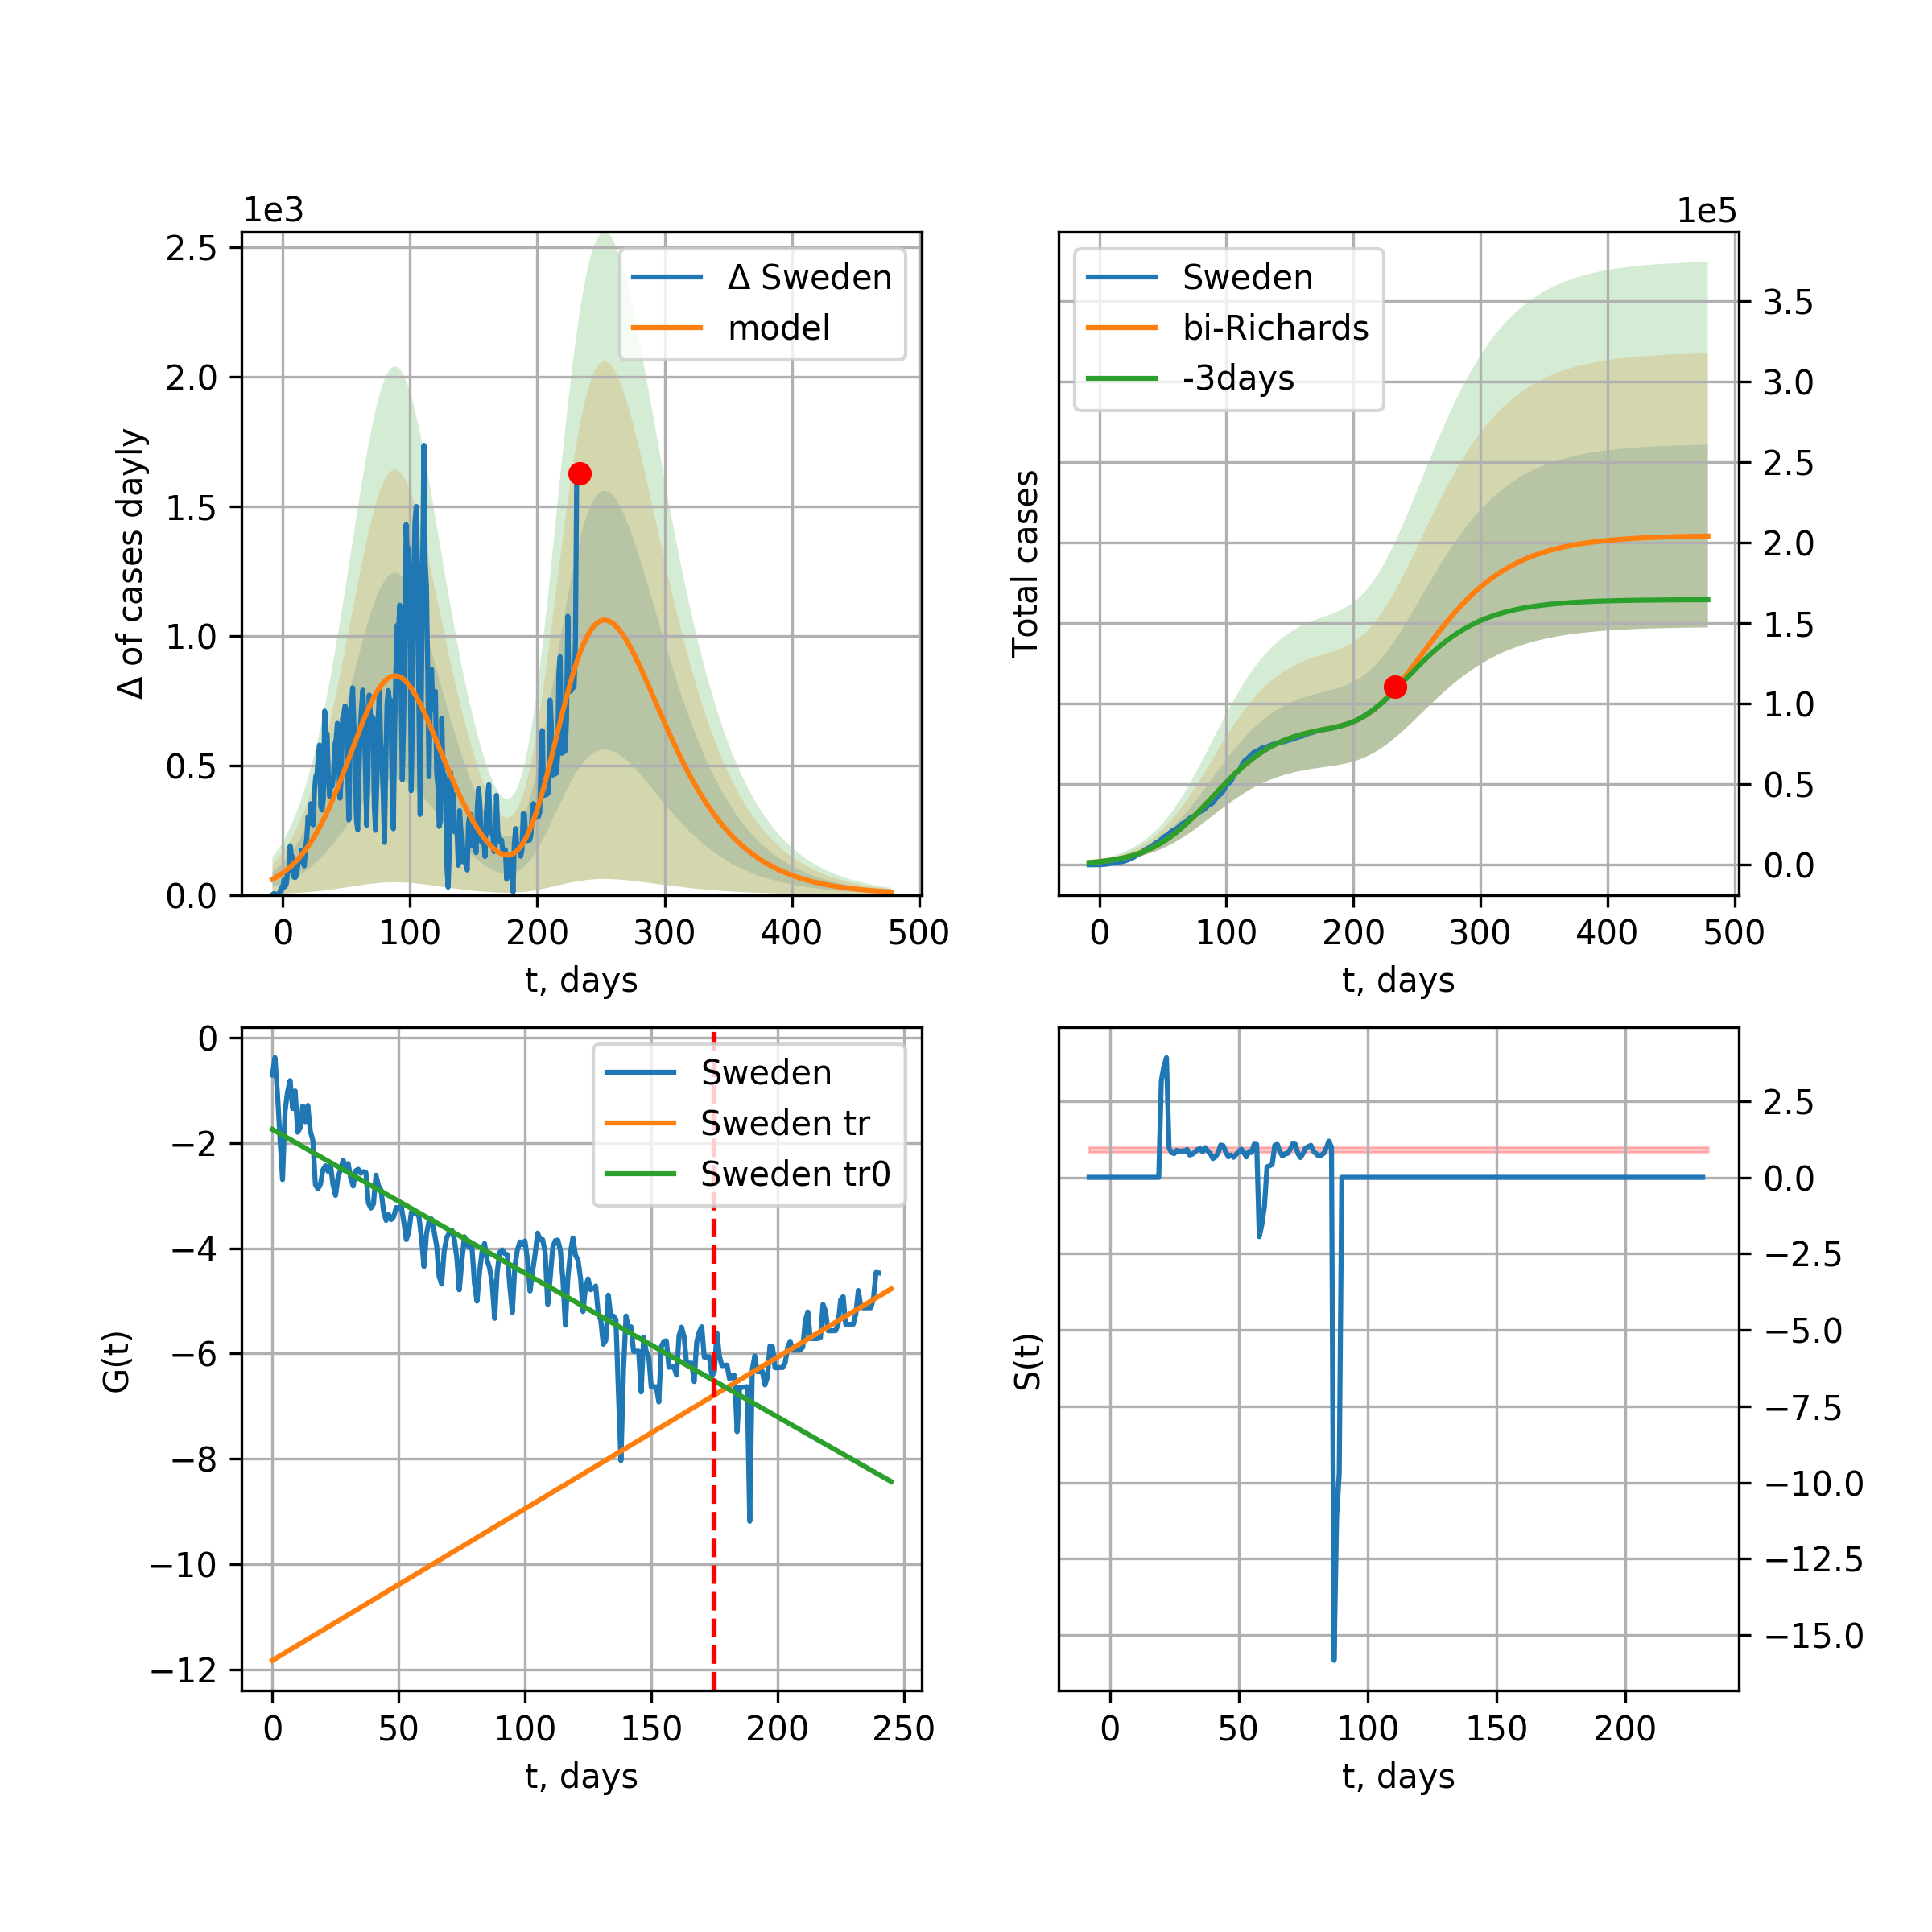 1e3
2.5
2.0
1.5
1.0
0.5
0.0
Δ of cases dayly
Δ Sweden
model
0 100 200 300 400 500
t, days
1e5
Total cases
Sweden
bi-Richards
-3days
3.5
3.0
2.5
2.0
1.5
1.0
0.5
0.0
0 100 200 300 400 500
t, days
0
−2
−4
−6
−8
−10
−12
G(t)
Sweden
Sweden tr
Sweden tr0
0 50 100 150 200 250
t, days
S(t)
2.5
0.0
−2.5
−5.0
−7.5
−10.0
−12.5
−15.0
0 50 100 150 200
t, days